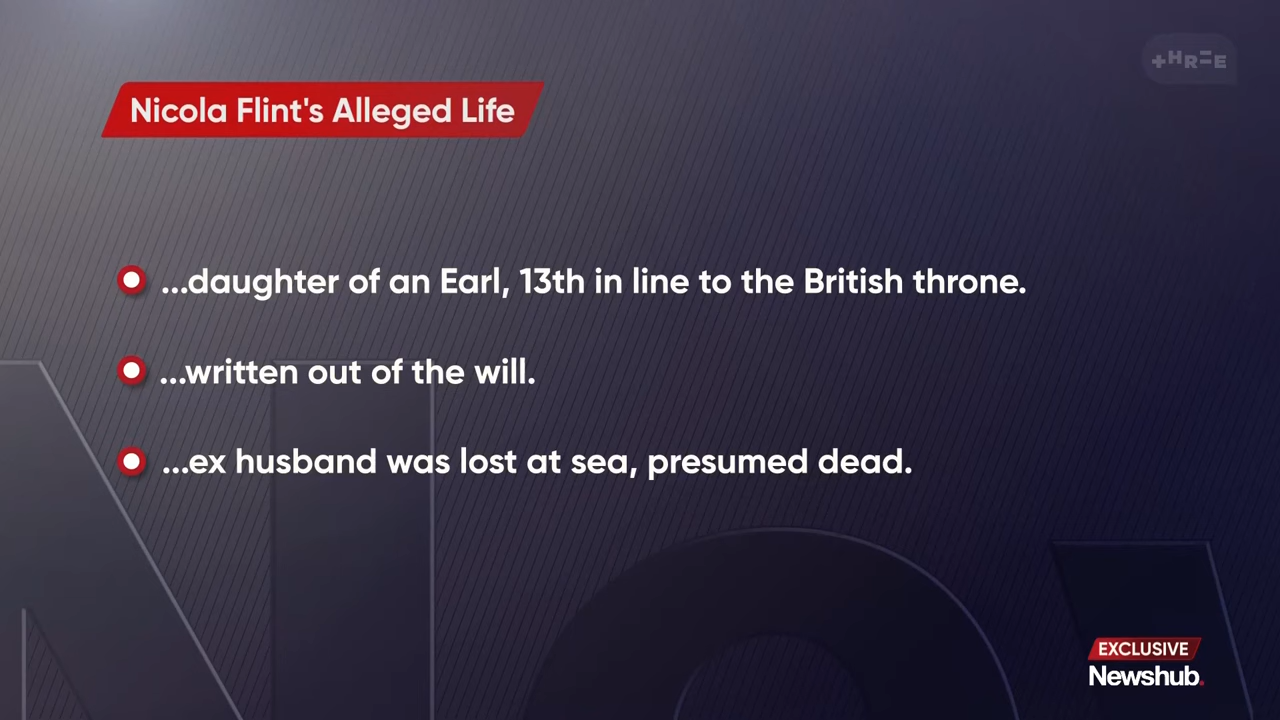 +HR=E
Nicola Flint's Alleged Life
...daughter of an Earl, 13th in line to the British throne.
...written out of the will.
...ex husband was lost at sea, presumed dead.
EXCLUSIVE
Newshub.